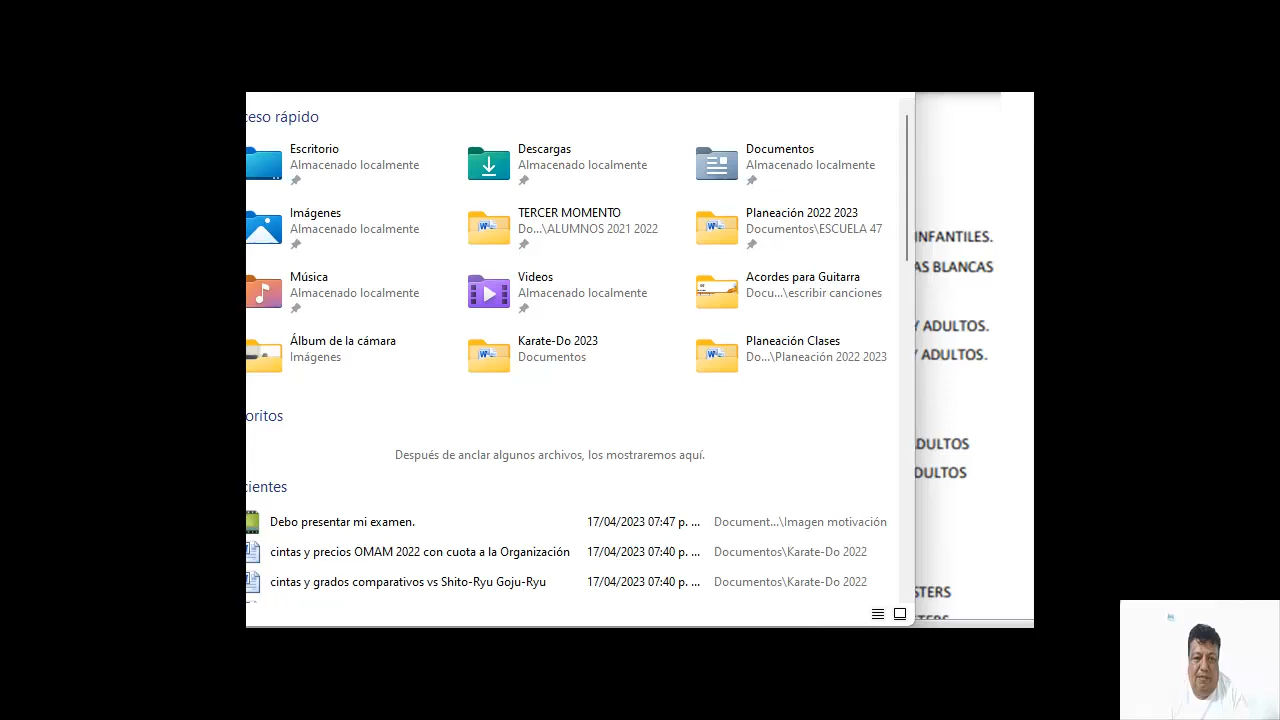 ceso rápido
Escritorio
Almacenado localmente
Descargas
Almacenado localmente
Documentos
Almacenado localmente
Imágenes
Almacenado localmente
TERCER MOMENTO
Do...\ALUMNOS 2021 2022
Planeación 2022 2023
Documentos\ESCUELA 47
Música
Almacenado localmente
Videos
Almacenado localmente
Acordes para Guitarra
Docu...\escribir canciones
Álbum de la cámara
Imágenes
Karate-Do 2023
Documentos
Planeación Clases
Do...\Planeación 2022 2023
oritos
Después de anclar algunos archivos, los mostraremos aquí.
cientes
Debo presentar mi examen. 17/04/2023 07:47 p. ... Document...\Imagen motivación
cintas y precios OMAM 2022 con cuota a la Organización 17/04/2023 07:40 p. ... Documentos\Karate-Do 2022
cintas y grados comparativos vs Shito-Ryu Goju-Ryu 17/04/2023 07:40 p. ... Documentos\Karate-Do 2022
INFANTILES.
AS BLANCAS
Y ADULTOS.
Y ADULTOS.
DULTOS
DULTOS
STERS